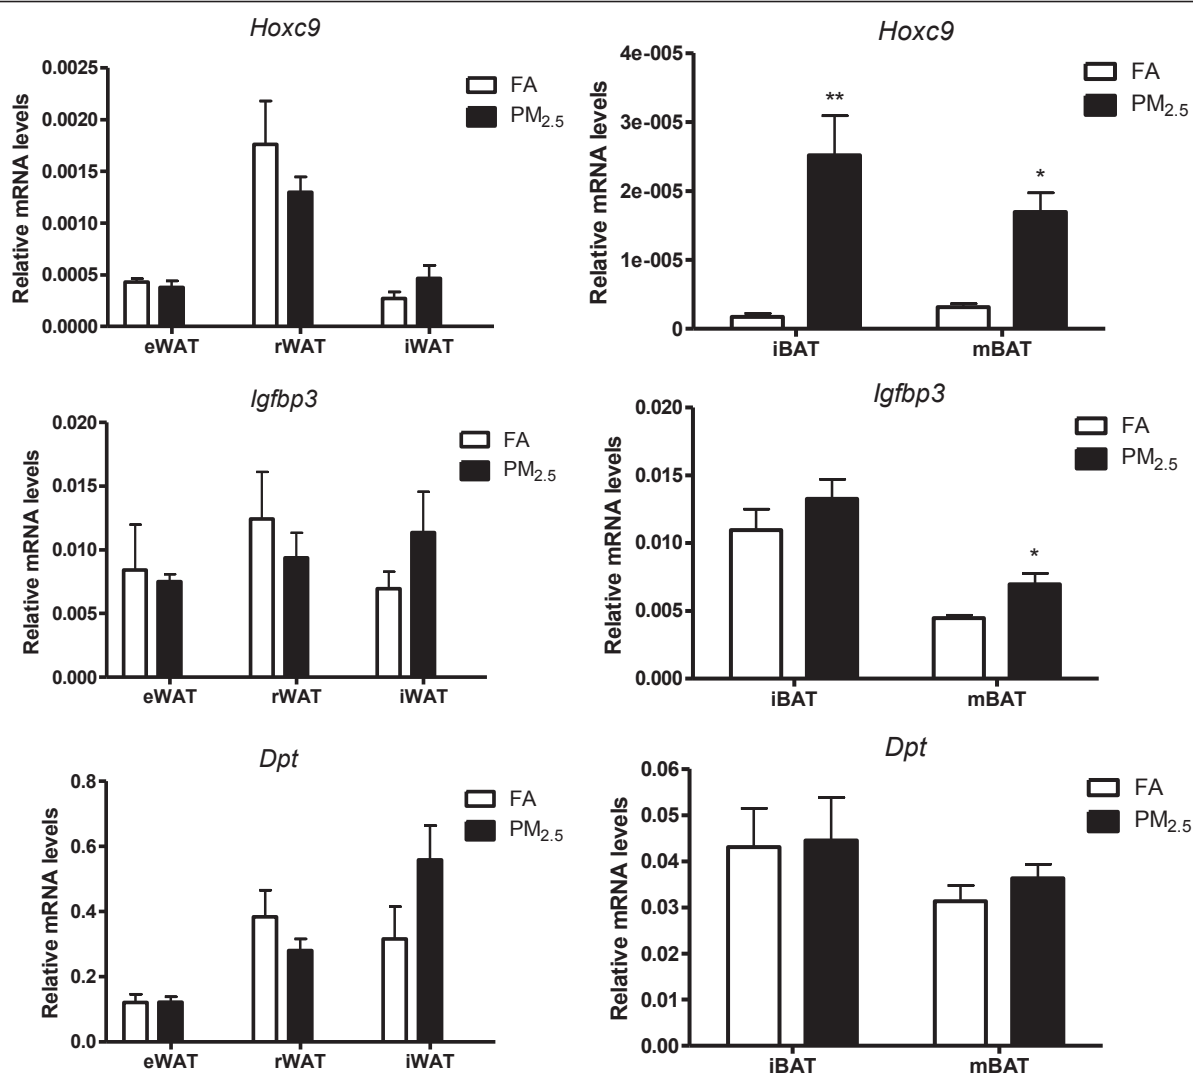 Hoxc9
Relative mRNA levels
0.0025
0.0020
0.0015
0.0010
0.0005
0.0000
FA
PM2.5
eWAT rWAT iWAT
Hoxc9
Relative mRNA levels
4e-005
3e-005
2e-005
1e-005
0
FA
PM2.5
**
*
iBAT mBAT
Igfbp3
Relative mRNA levels
0.020
0.015
0.010
0.005
0.000
FA
PM2.5
eWAT rWAT iWAT
Igfbp3
Relative mRNA levels
0.020
0.015
0.010
0.005
0.000
FA
PM2.5
*
iBAT mBAT
Dpt
Relative mRNA levels
0.8
0.6
0.4
0.2
0.0
FA
PM2.5
eWAT rWAT iWAT
Dpt
Relative mRNA levels
0.06
0.05
0.04
0.03
0.02
0.01
0.00
FA
PM2.5
iBAT mBAT